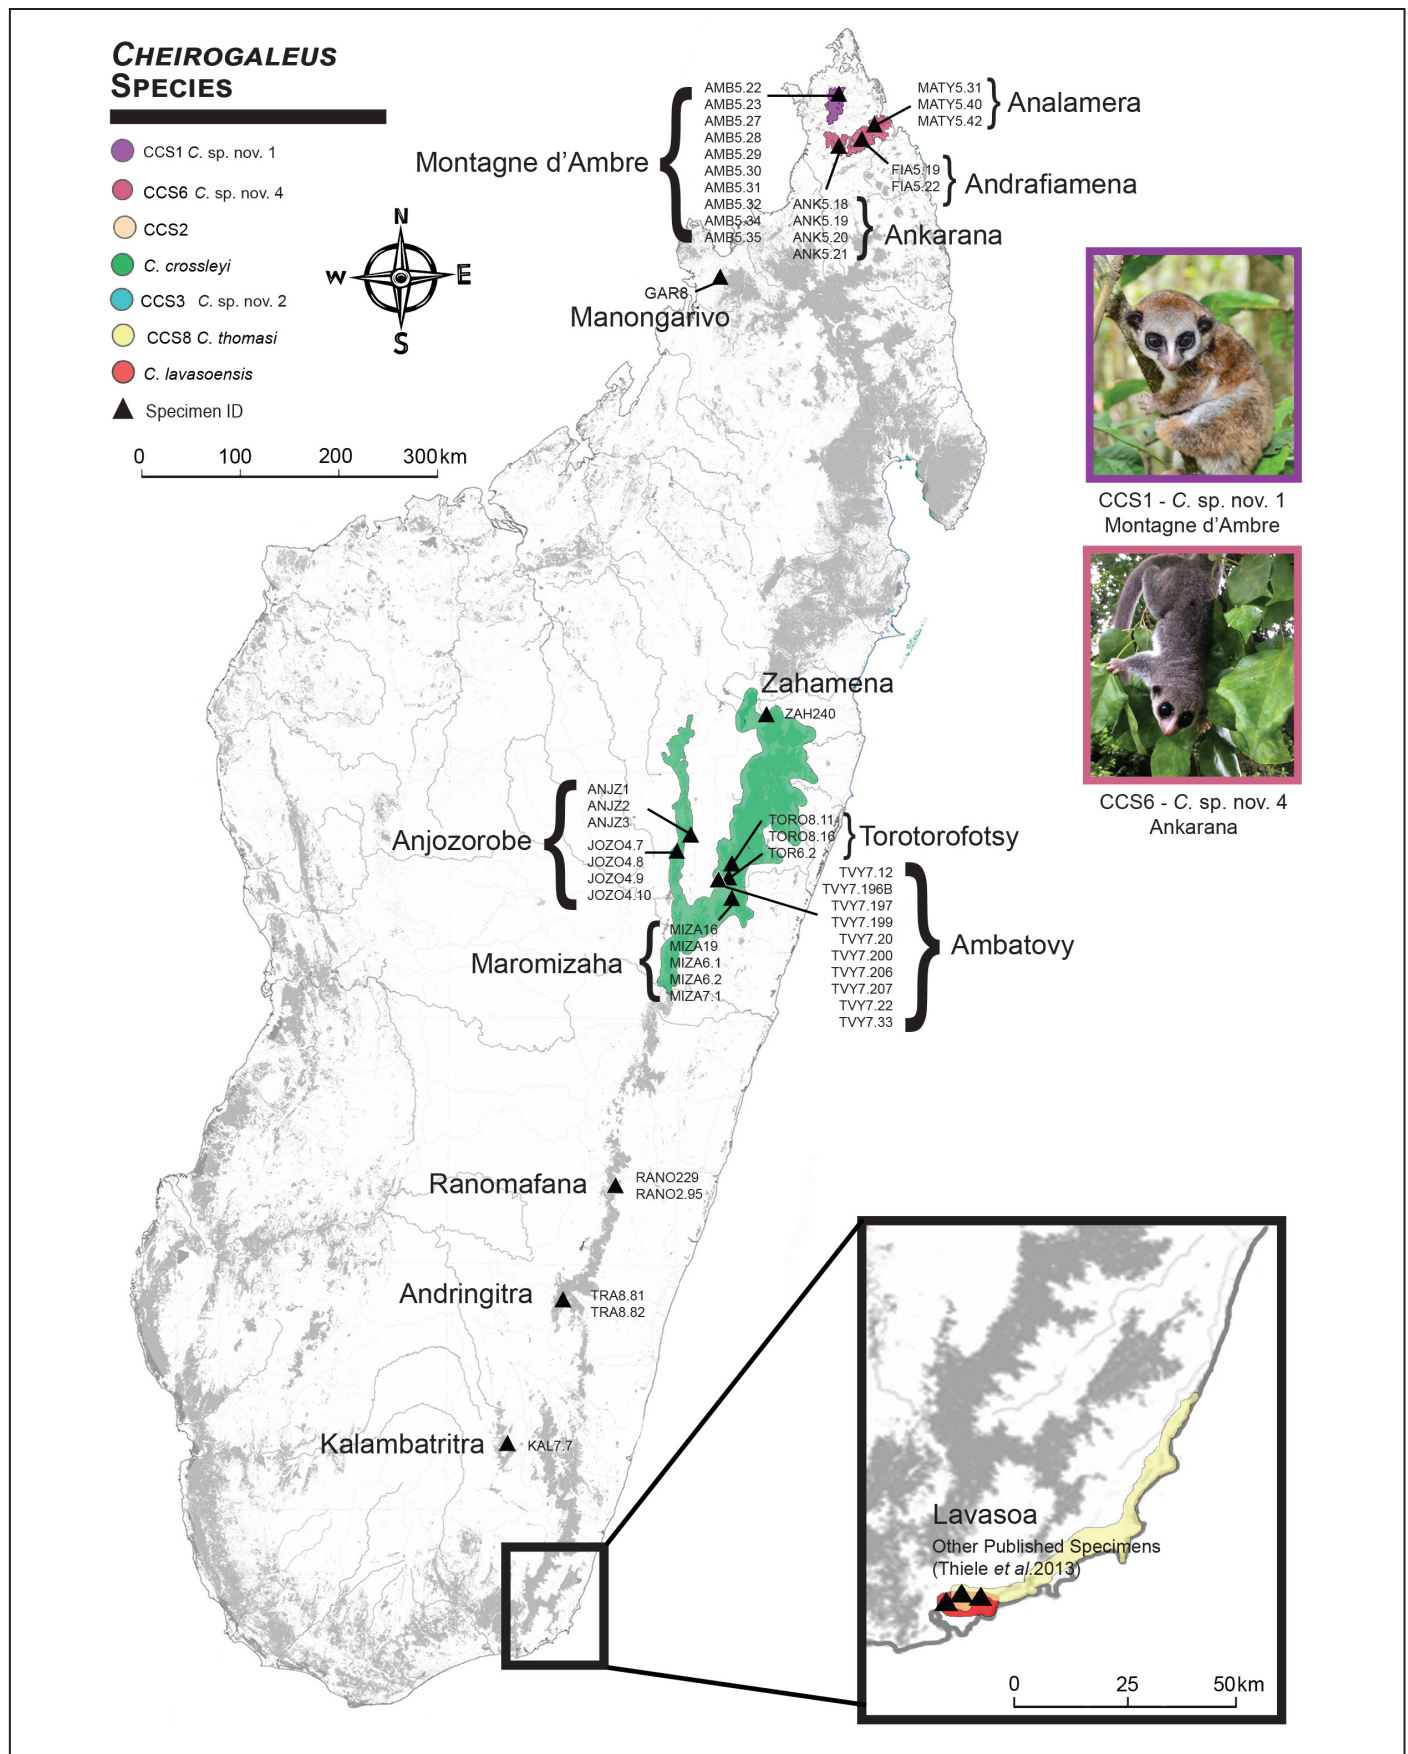 CHEIROGALEUS
SPECIES
CCS1 C. sp. nov. 1
CCS6 C. sp. nov. 4
CCS2
C. crossleyi
CCS3 C. sp. nov. 2
CCS8 C. thomasi
C. lavasoensis
Specimen ID
0 100 200 300km
N
W E
S
Montagne d’Ambre
AMB5.22
AMB5.23
AMB5.27
AMB5.28
AMB5.29
AMB5.30
AMB5.31
AMB5.32
AMB5.34
AMB5.35
MATY5.31
MATY5.40
MATY5.42
Analamera
FIA5.19
FIA5.22
Andrafiamena
ANK5.18
ANK5.19
ANK5.20
ANK5.21
Ankarana
GAR8
Manongarivo
CCS1 - C. sp. nov. 1
Montagne d’Ambre
CCS6 - C. sp. nov. 4
Ankarana
Zahamena
ZAH240
Anjozorobe
ANJZ1
ANJZ2
ANJZ3
JOZO4.7
JOZO4.8
JOZO4.9
JOZO4.10
TORO8.11
TORO8.16
TOR6.2
Torotorofotsy
TVY7.12
TVY7.196B
TVY7.197
TVY7.199
TVY7.20
TVY7.200
TVY7.206
TVY7.207
TVY7.22
TVY7.33
Ambatovy
Maromizaha
MIZA16
MIZA19
MIZA6.1
MIZA6.2
MIZA7.1
Ranomafana
RANO229
RANO2.95
Andringitra
TRA8.81
TRA8.82
Kalambatritra
KAL7.7
Lavasoa
Other Published Specimens
(Thiele et al.2013)
0 25 50km